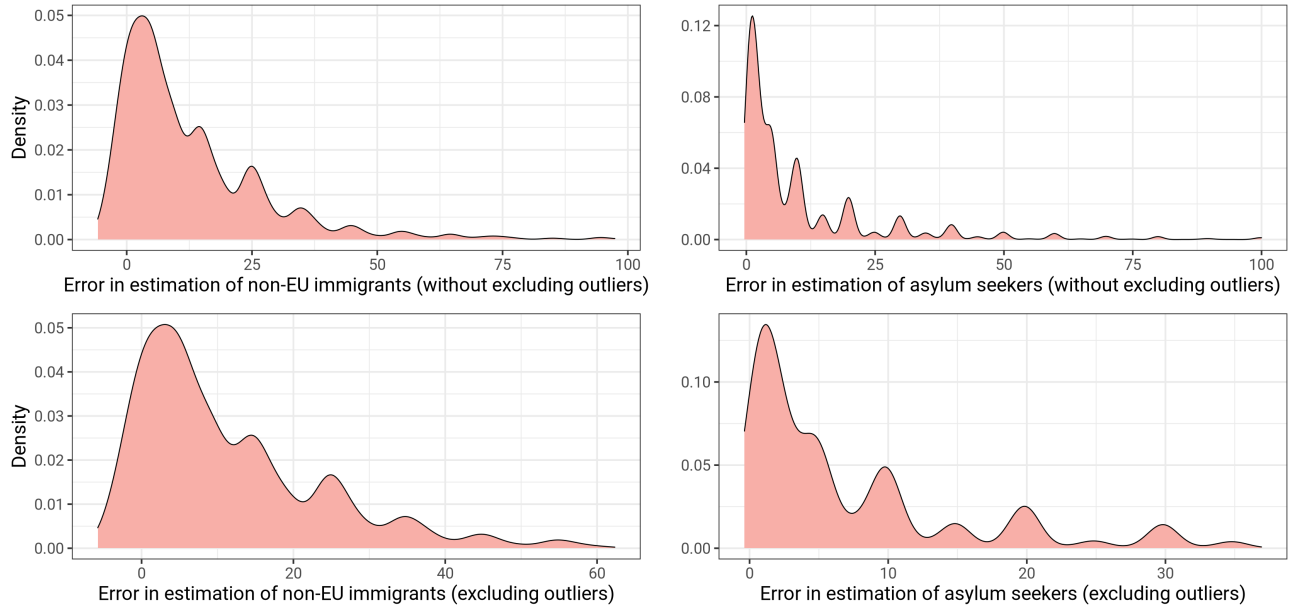 Density
0.05
0.04
0.03
0.02
0.01
0.00
0 25 50 75 100
Error in estimation of non-EU immigrants (without excluding outliers)
0.12
0.08
0.04
0.00
0 25 50 75 100
Error in estimation of asylum seekers (without excluding outliers)
Density
0.05
0.04
0.03
0.02
0.01
0.00
0 20 40 60
Error in estimation of non-EU immigrants (excluding outliers)
0.10
0.05
0.00
0 10 20 30
Error in estimation of asylum seekers (excluding outliers)